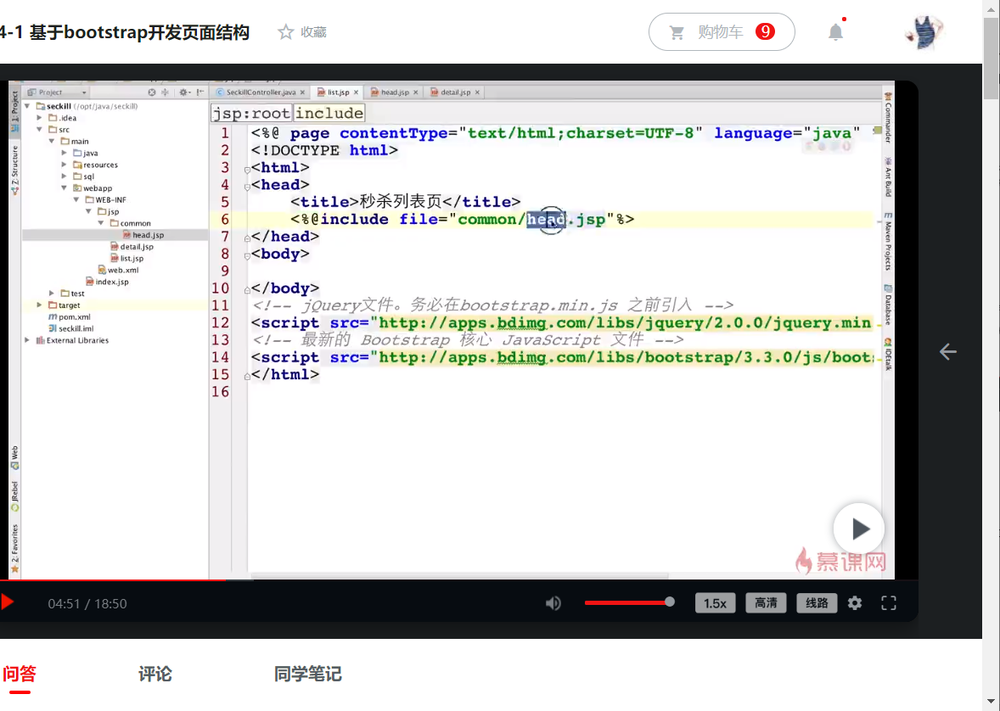 4-1 基于bootstrap开发页面结构
收藏
购物车 9
Project
SeckillController.java
list.jsp
head.jsp
detail.jsp
1: Project
Z: Structure
Web
JRebel
2: Favorites
seckill (/opt/java/seckill)
.idea
src
main
java
resources
sql
webapp
WEB-INF
jsp
common
head.jsp
detail.jsp
list.jsp
web.xml
index.jsp
test
target
pom.xml
seckill.iml
External Libraries
jsp:root include
1 <%@ page contentType="text/html;charset=UTF-8" language="java"
2 <!DOCTYPE html>
3 <html>
4 <head>
5 <title>秒杀列表页</title>
6 <%@include file="common/head.jsp"%>
7 </head>
8 <body>
9
10 </body>
11 <!-- jQuery文件。务必在bootstrap.min.js 之前引入 -->
12 <script src="http://apps.bdimg.com/libs/jquery/2.0.0/jquery.min
13 <!-- 最新的 Bootstrap 核心 JavaScript 文件 -->
14 <script src="http://apps.bdimg.com/libs/bootstrap/3.3.0/js/boot
15 </html>
16
Commander
Ant Build
Maven Projects
Database
IDEtalk
慕课网
04:51 / 18:50
1.5x
高清
线路
问答
评论
同学笔记